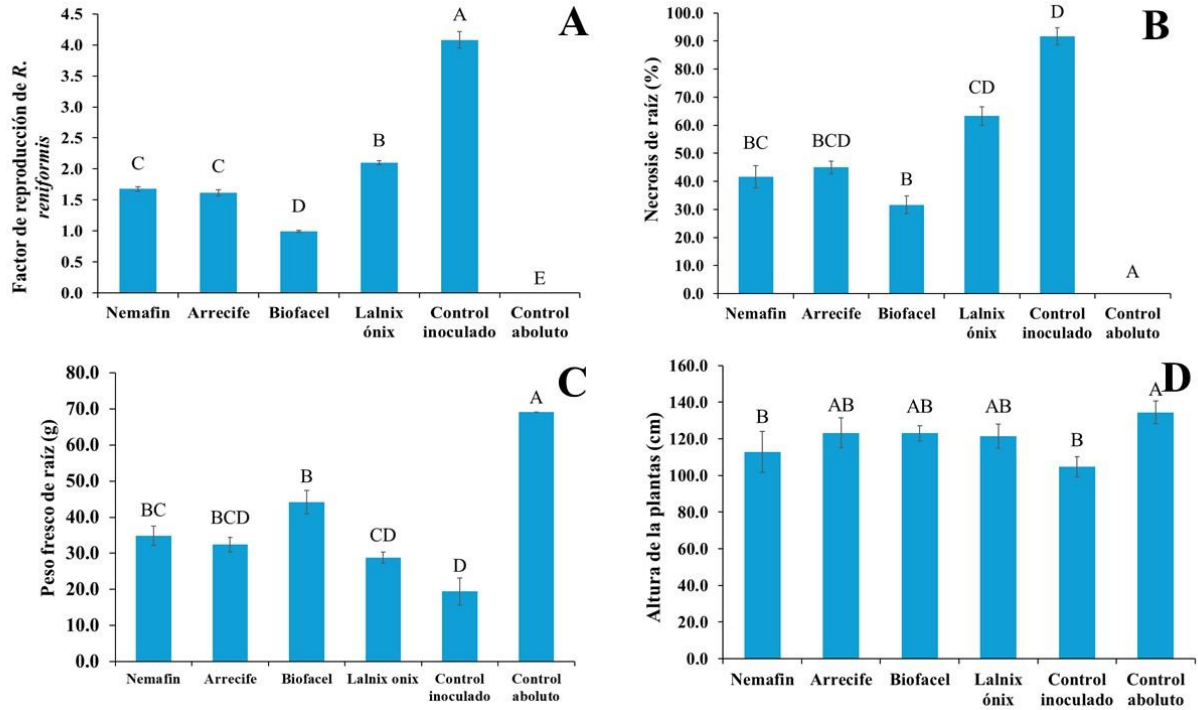 A
Factor de reproducción de R.
remiformis
4.5
4.0
3.5
3.0
2.5
2.0
1.5
1.0
0.5
0.0
C
C
D
B
A
E
Nemafin
Arrecife
Biofacel
Lalnix
ónix
Control
inoculado
Control
aboluto
B
Necrosis de raíz (%)
100.0
90.0
80.0
70.0
60.0
50.0
40.0
30.0
20.0
10.0
0.0
BC
BCD
B
CD
D
A
Nemafin
Arrecife
Biofacel
Lalnix
ónix
Control
inoculado
Control
aboluto
C
Peso fresco de raíz (g)
80.0
70.0
60.0
50.0
40.0
30.0
20.0
10.0
0.0
BC
BCD
B
CD
D
A
Nemafin
Arrecife
Biofacel
Lalnix onix
Control
inoculado
Control
aboluto
D
Altura de la plantas (cm)
160.0
140.0
120.0
100.0
80.0
60.0
40.0
20.0
0.0
B
AB
AB
AB
B
A
Nemafin
Arrecife
Biofacel
Lalnix
ónix
Control
inoculado
Control
aboluto